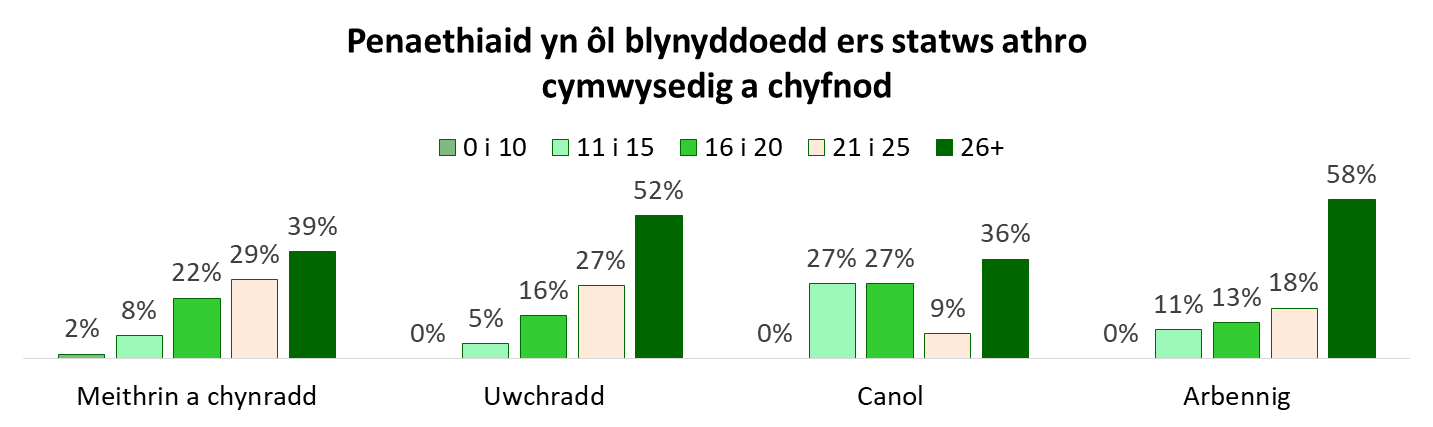 Penaethiaid yn ôl blynyddoedd ers statws athro
cymwysedig a chyfnod
0 i 10 11 i 15 16 i 20 21 i 25 26+
2% 8% 22% 29% 39%
0% 5% 16% 27% 52%
0% 27% 27% 9% 36%
0% 11% 13% 18% 58%
Meithrin a chynradd Uwchradd Canol Arbennig